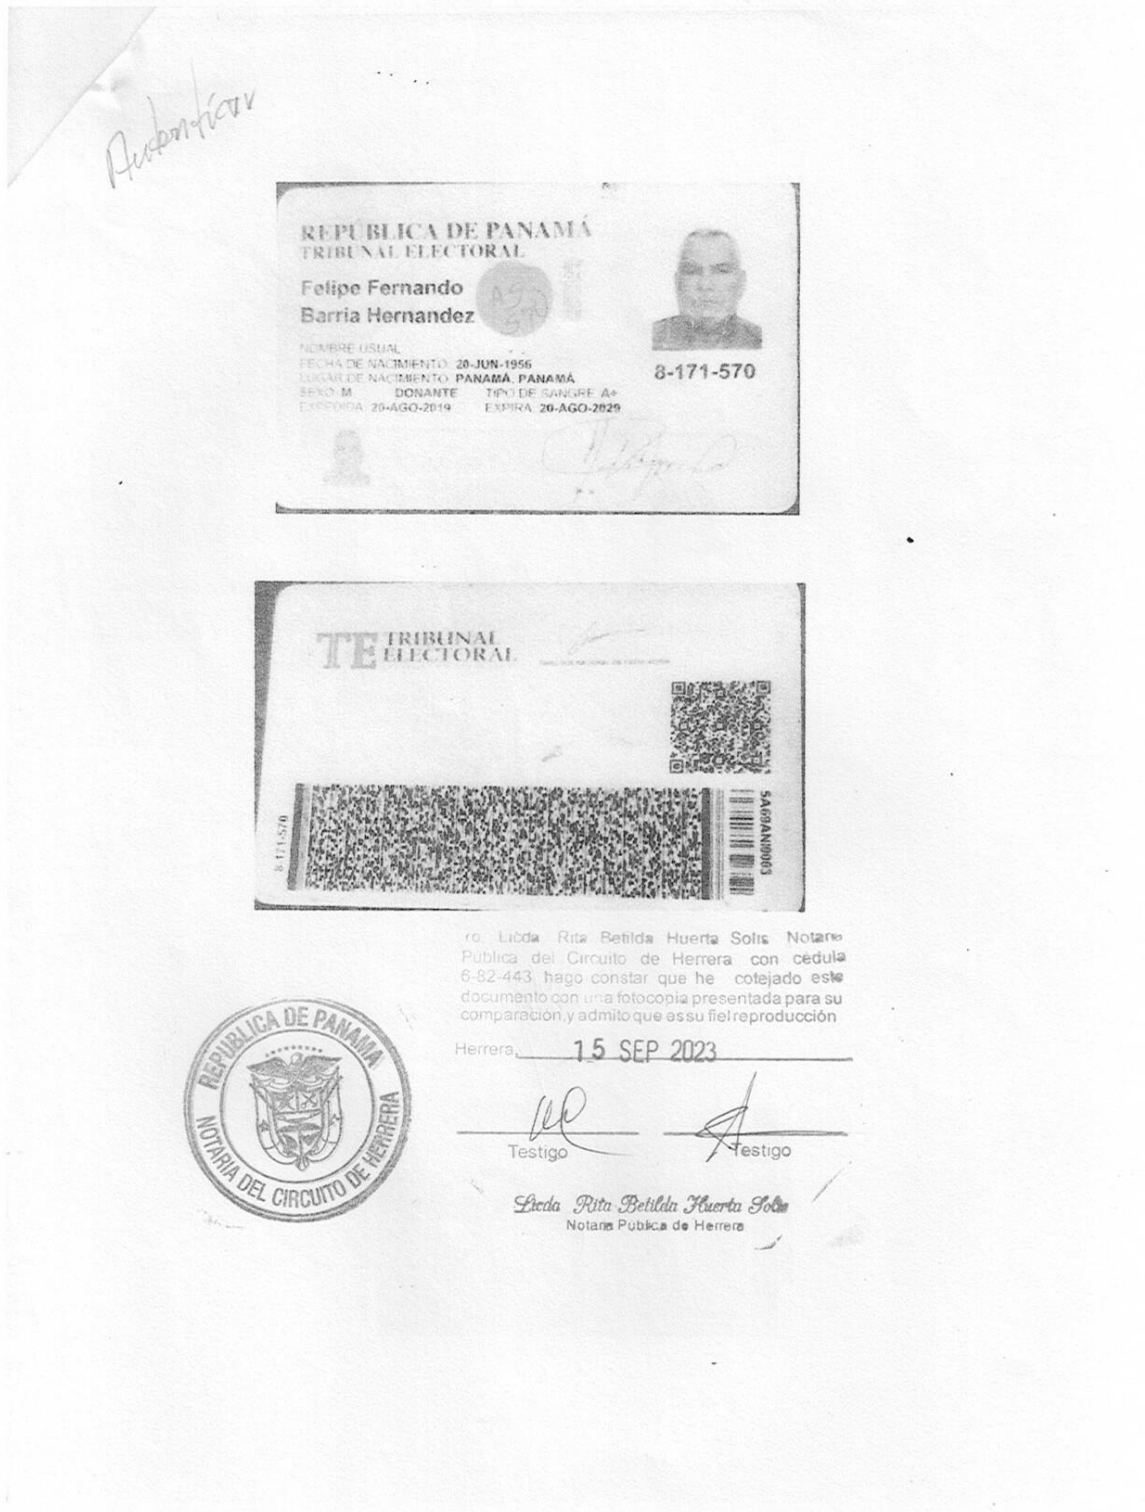 Autenticar
REPÚBLICA DE PANAMÁ
TRIBUNAL ELECTORAL
Felipe Fernando
Barria Hernandez
NOMBRE USUAL
FECHA DE NACIMIENTO: 20-JUN-1956
LUGAR DE NACIMIENTO: PANAMÁ, PANAMÁ
SEXO: M DONANTE TIPO DE SANGRE: A+
EXPEDIDA: 20-AGO-2019 EXPIRA: 20-AGO-2029
8-171-570
TE TRIBUNAL
ELECTORAL
8-171-570
Licda Rita Betilda Huerta Solis Notaria
Pública del Circuito de Herrera con cédula
6-82-443 hago constar que he cotejado este
documento con una fotocopia presentada para su
comparación, y admito que es su fiel reproducción
Herrera, 15 SEP 2023
Testigo Testigo
Licda Rita Betilda Huerta Solis
Notaria Pública de Herrera
REPUBLICA DE PANAMA
NOTARIA DEL CIRCUITO DE HERRERA